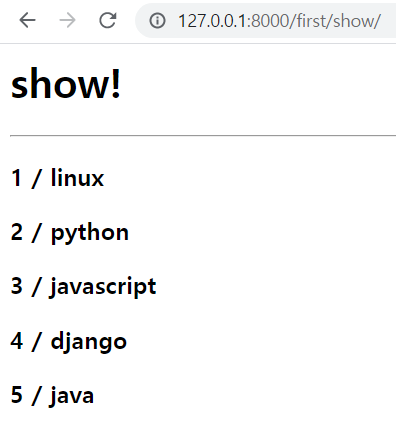 127.0.0.1:8000/first/show/
show!
1 / linux
2 / python
3 / javascript
4 / django
5 / java